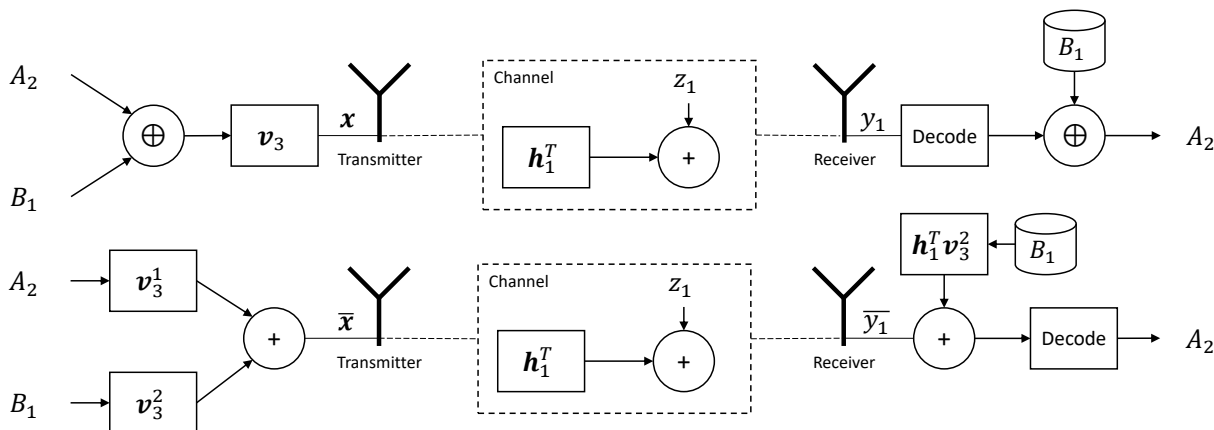 A₂
B₁
⊕
𝒗₃
𝒙
Transmitter
Channel
𝒉₁ᵀ
z₁
+
Receiver
y₁
Decode
B₁
⊕
A₂
A₂
B₁
𝒗₃¹
𝒗₃²
+
x̅
Transmitter
Channel
𝒉₁ᵀ
z₁
+
Receiver
y̅₁
𝒉₁ᵀ𝒗₃²
B₁
+
Decode
A₂